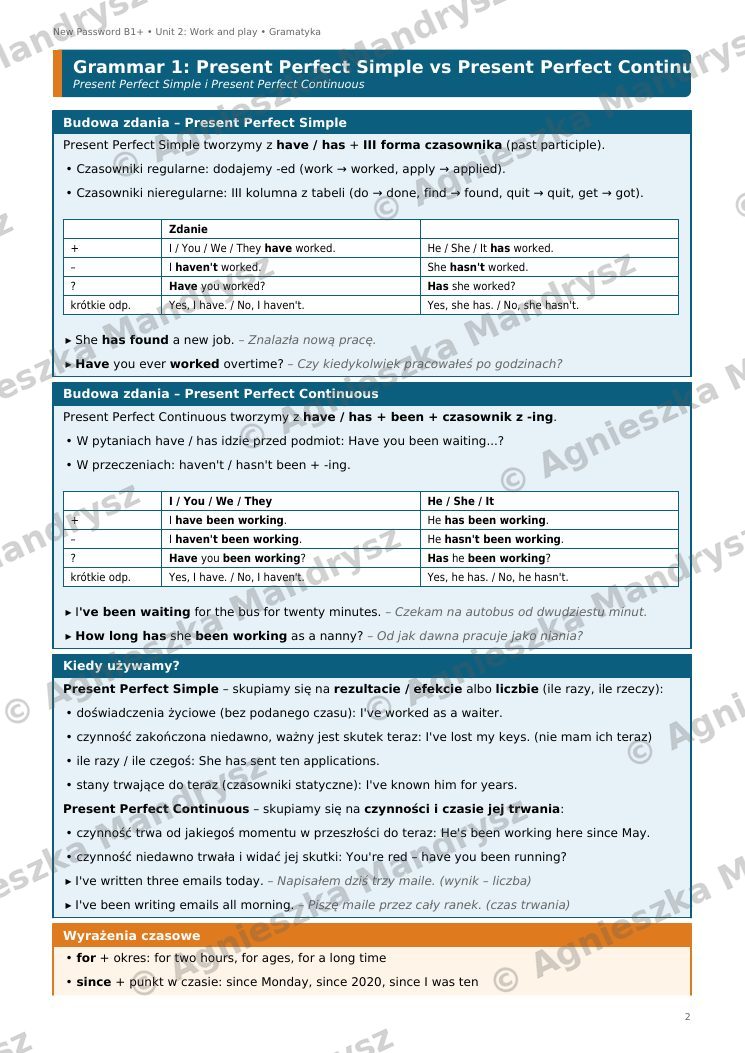 New Password B1+ • Unit 2: Work and play • Gramatyka
Grammar 1: Present Perfect Simple vs Present Perfect Continu
Present Perfect Simple i Present Perfect Continuous
Budowa zdania – Present Perfect Simple
Present Perfect Simple tworzymy z have / has + III forma czasownika (past participle).
• Czasowniki regularne: dodajemy -ed (work → worked, apply → applied).
• Czasowniki nieregularne: III kolumna z tabeli (do → done, find → found, quit → quit, get → got).
Zdanie
+ I / You / We / They have worked. He / She / It has worked.
– I haven't worked. She hasn't worked.
? Have you worked? Has she worked?
krótkie odp. Yes, I have. / No, I haven't. Yes, she has. / No, she hasn't.
▸ She has found a new job. – Znalazła nową pracę.
▸ Have you ever worked overtime? – Czy kiedykolwiek pracowałeś po godzinach?
Budowa zdania – Present Perfect Continuous
Present Perfect Continuous tworzymy z have / has + been + czasownik z -ing.
• W pytaniach have / has idzie przed podmiot: Have you been waiting...?
• W przeczeniach: haven't / hasn't been + -ing.
I / You / We / They He / She / It
+ I have been working. He has been working.
– I haven't been working. He hasn't been working.
? Have you been working? Has he been working?
krótkie odp. Yes, I have. / No, I haven't. Yes, he has. / No, he hasn't.
▸ I've been waiting for the bus for twenty minutes. – Czekam na autobus od dwudziestu minut.
▸ How long has she been working as a nanny? – Od jak dawna pracuje jako niania?
Kiedy używamy?
Present Perfect Simple – skupiamy się na rezultacie / efekcie albo liczbie (ile razy, ile rzeczy):
• doświadczenia życiowe (bez podanego czasu): I've worked as a waiter.
• czynność zakończona niedawno, ważny jest skutek teraz: I've lost my keys. (nie mam ich teraz)
• ile razy / ile czegoś: She has sent ten applications.
• stany trwające do teraz (czasowniki statyczne): I've known him for years.
Present Perfect Continuous – skupiamy się na czynności i czasie jej trwania:
• czynność trwa od jakiegoś momentu w przeszłości do teraz: He's been working here since May.
• czynność niedawno trwała i widać jej skutki: You're red – have you been running?
▸ I've written three emails today. – Napisałem dziś trzy maile. (wynik – liczba)
▸ I've been writing emails all morning. – Piszę maile przez cały ranek. (czas trwania)
Wyrażenia czasowe
• for + okres: for two hours, for ages, for a long time
• since + punkt w czasie: since Monday, since 2020, since I was ten
2
© Agnieszka Mandrysz